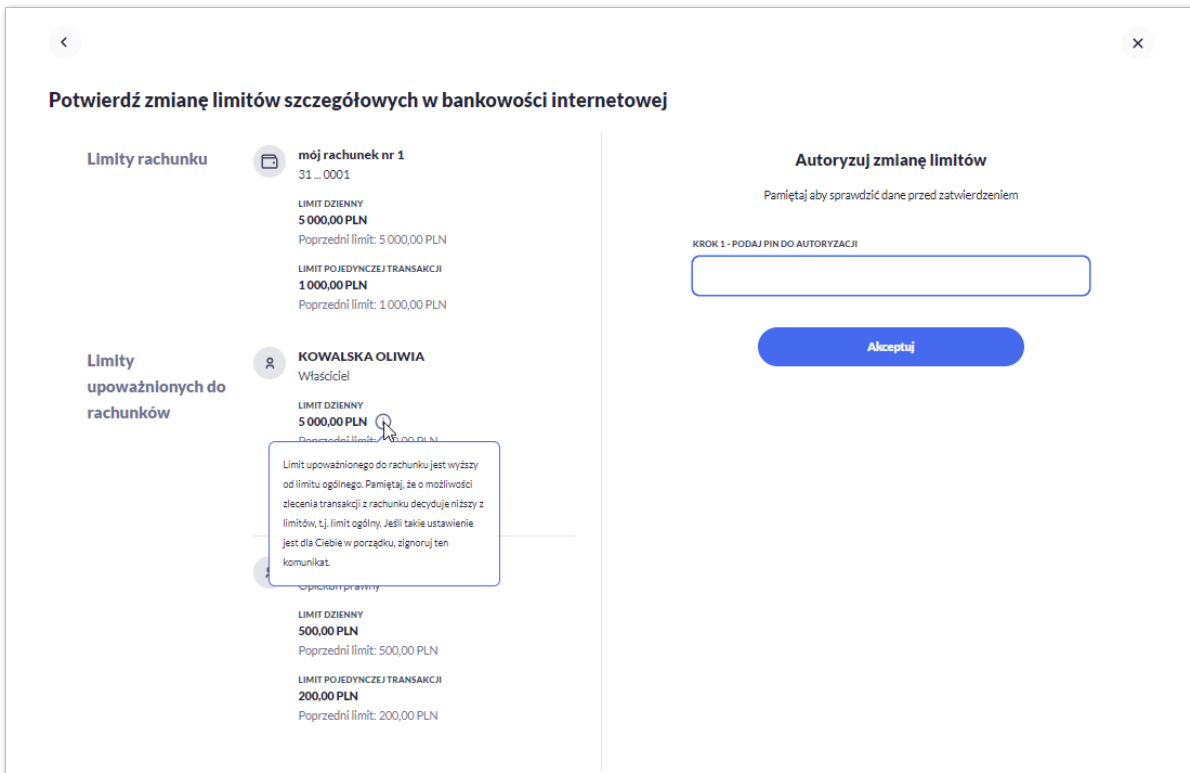 Potwierdź zmianę limitów szczegółowych w bankowości internetowej
Limity rachunku
mój rachunek nr 1
31 ... 0001
LIMIT DZIENNY
5 000,00 PLN
Poprzedni limit: 5 000,00 PLN
LIMIT POJEDYNCZEJ TRANSAKCJI
1 000,00 PLN
Poprzedni limit: 1 000,00 PLN
Limity
upoważnionych do
rachunków
KOWALSKA OLIWIA
Właściciel
LIMIT DZIENNY
5 000,00 PLN
Poprzedni limit: 00 PLN
Limit upoważnionego do rachunku jest wyższy
od limitu ogólnego. Pamiętaj, że o możliwości
zlecenia transakcji z rachunku decyduje niższy z
limitów, t.j. limit ogólny. Jeśli takie ustawienie
jest dla Ciebie w porządku, zignoruj ten
komunikat.
Opiekun prawny
LIMIT DZIENNY
500,00 PLN
Poprzedni limit: 500,00 PLN
LIMIT POJEDYNCZEJ TRANSAKCJI
200,00 PLN
Poprzedni limit: 200,00 PLN
Autoryzuj zmianę limitów
Pamiętaj aby sprawdzić dane przed zatwierdzeniem
KROK 1 - PODAJ PIN DO AUTORYZACJI
Akceptuj